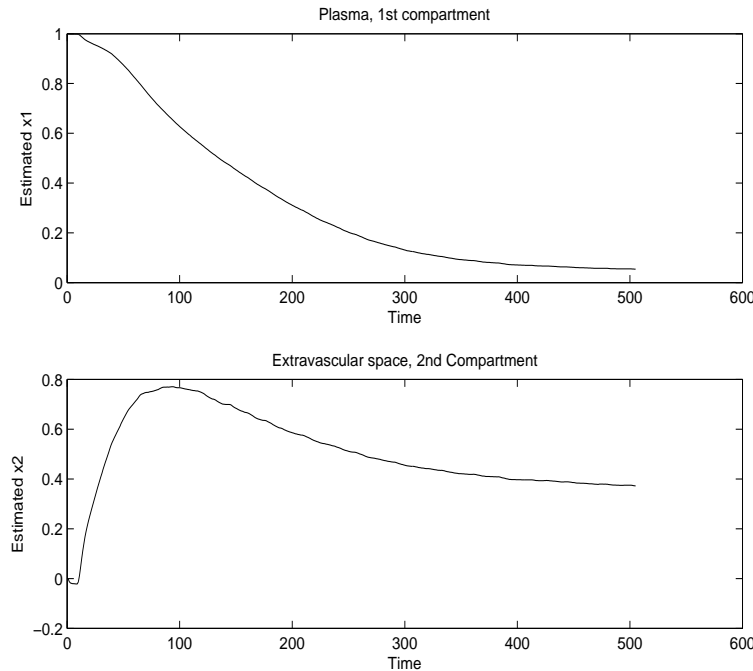 Plasma, 1st compartment
1
0.8
0.6
0.4
0.2
0
Estimated x1
0 100 200 300 400 500 600
Time
Extravascular space, 2nd Compartment
0.8
0.6
0.4
0.2
0
−0.2
Estimated x2
0 100 200 300 400 500 600
Time